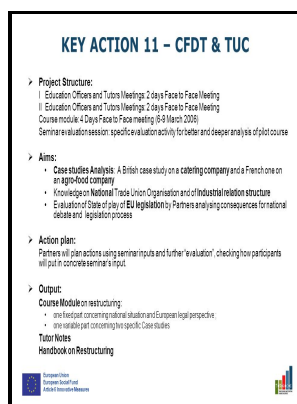 KEY ACTION 11 – CFDT & TUC
Project Structure:
I Education Officers and Tutors Meetings: 2 days Face to Face Meeting
II Education Officers and Tutors Meetings: 2 days Face to Face Meeting
Course module: 4 Days Face to Face meeting (6-9 March 2006)
Seminar evaluation session: specific evaluation activity for better and deeper analysis of pilot course
Aims:
Case studies Analysis: A British case study on a catering company and a French one on
an agro-food company
Knowledge on National Trade Union Organisation and of Industrial relation structure
Evaluation of State of play of EU legislation by Partners analysing consequences for national
debate and legislation process
Action plan:
Partners will plan actions using seminar inputs and further "evaluation", checking how participants
will put in concrete seminar's input.
Output:
Course Module on restructuring:
one fixed part concerning national situation and European legal perspective;
one variable part concerning two specific Case studies
Tutor Notes
Handbook on Restructuring
European Union
European Social Fund
Article 6 Innovative Measures